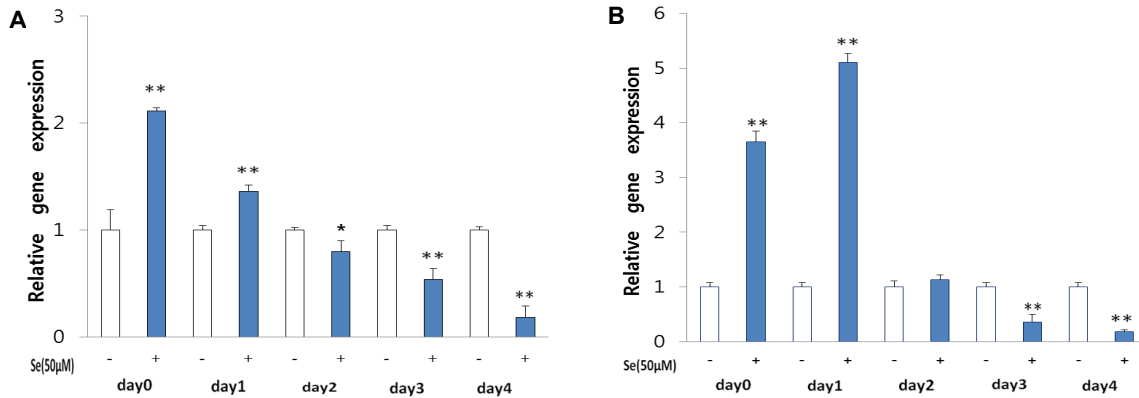 A
Relative gene expression
3
2
1
0
** ** * ** **
- + - + - + - + - +
Se(50μM)
day0 day1 day2 day3 day4
B
Relative gene expression
6
5
4
3
2
1
0
** ** ** **
- + - + - + - + - +
Se(50μM)
day0 day1 day2 day3 day4